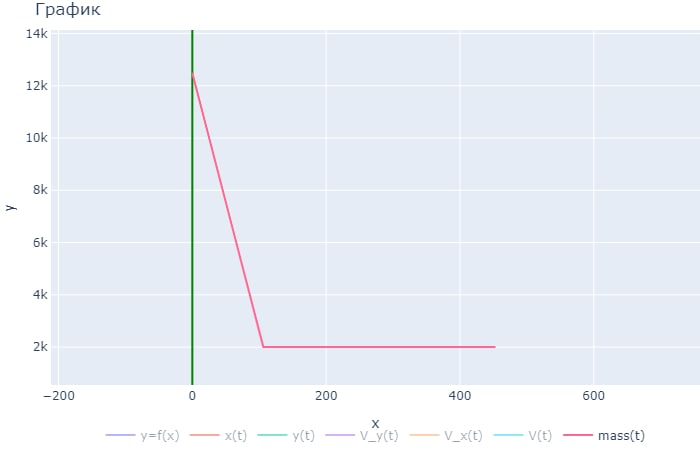 График
14k
12k
10k
8k
6k
4k
2k
y
−200 0 200 400 600
x
y=f(x) x(t) y(t) V_y(t) V_x(t) V(t) mass(t)